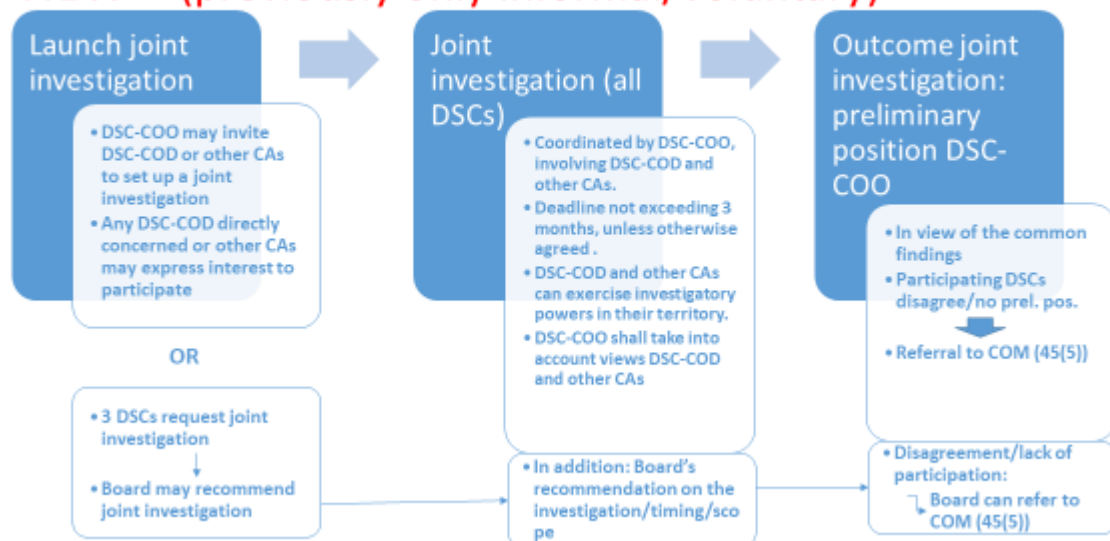 Launch joint
investigation
• DSC-COO may invite
DSC-COD or other CAs
to set up a joint
investigation
• Any DSC-COD directly
concerned or other CAs
may express interest to
participate
OR
• 3 DSCs request joint
investigation
• Board may recommend
joint investigation
Joint
investigation (all
DSCs)
• Coordinated by DSC-COO,
involving DSC-COD and
other CAs.
• Deadline not exceeding 3
months, unless otherwise
agreed .
• DSC-COD and other CAs
can exercise investigatory
powers in their territory.
• DSC-COO shall take into
account views DSC-COD
and other CAs
• In addition: Board's
recommendation on the
investigation/timing/sco
pe
Outcome joint
investigation:
preliminary
position DSC-
COO
• In view of the common
findings
• Participating DSCs
disagree/no prel. pos.
• Referral to COM (45(5))
• Disagreement/lack of
participation:
Board can refer to
COM (45(5))